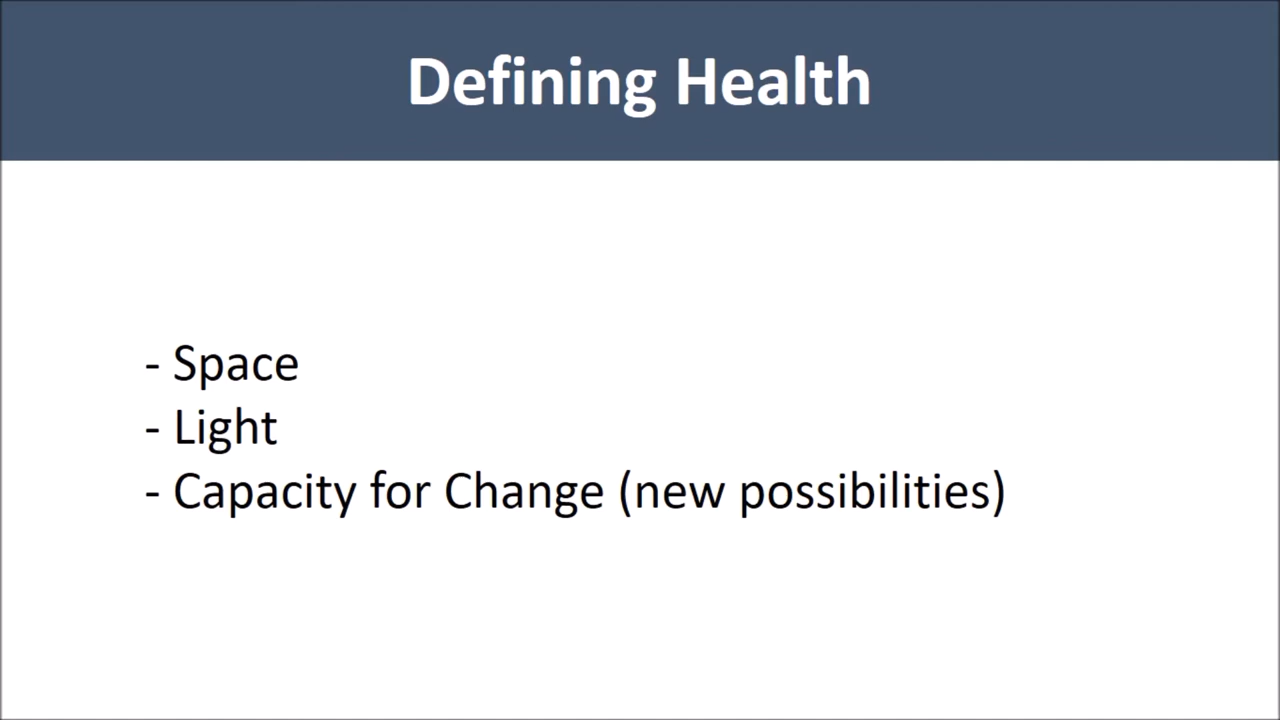 Defining Health
- Space
- Light
- Capacity for Change (new possibilities)